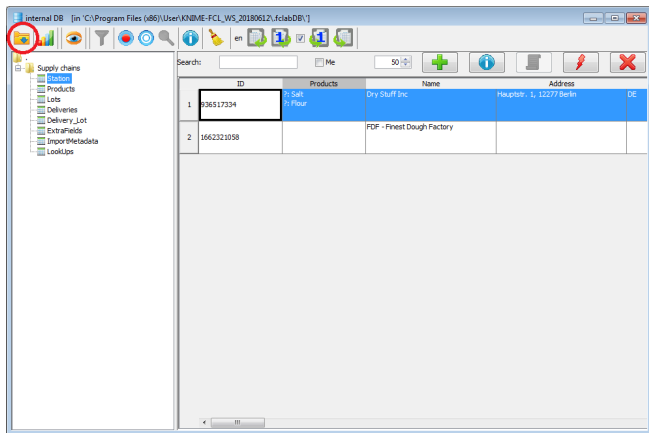 internal DB [in 'C:\Program Files (x86)\User\KNIME-FCL_WS_20180612\.fclabDB\']
en 1 1
Search: Me 50
.
Supply chains
Station
Products
Lots
Deliveries
Delivery_Lot
ExtraFields
ImportMetadata
LookUps
ID Products Name Address
1 936517334 ?: Salt Dry Stuff Inc Hauptstr. 1, 12277 Berlin DE
?: Flour
2 1662321058 FDF - Finest Dough Factory